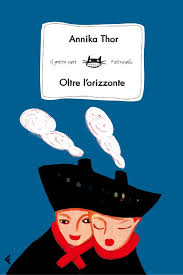 Annika Thor
il gatto nero Feltrinelli
Oltre l'orizzonte